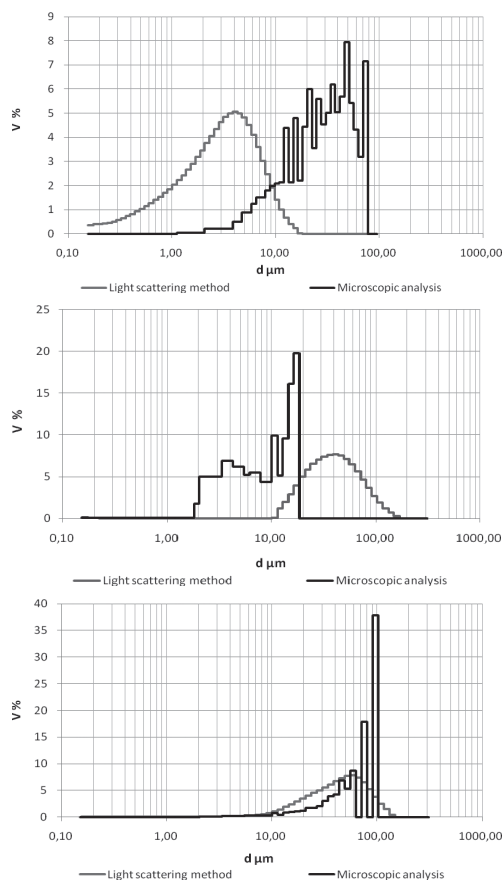 9
8
7
6
5
4
3
2
1
0
V %
0,10 1,00 10,00 100,00 1000,00
d µm
Light scattering method Microscopic analysis
25
20
15
10
5
0
V %
0,10 1,00 10,00 100,00 1000,00
d µm
Light scattering method Microscopic analysis
40
35
30
25
20
15
10
5
0
V %
0,10 1,00 10,00 100,00 1000,00
d µm
Light scattering method Microscopic analysis